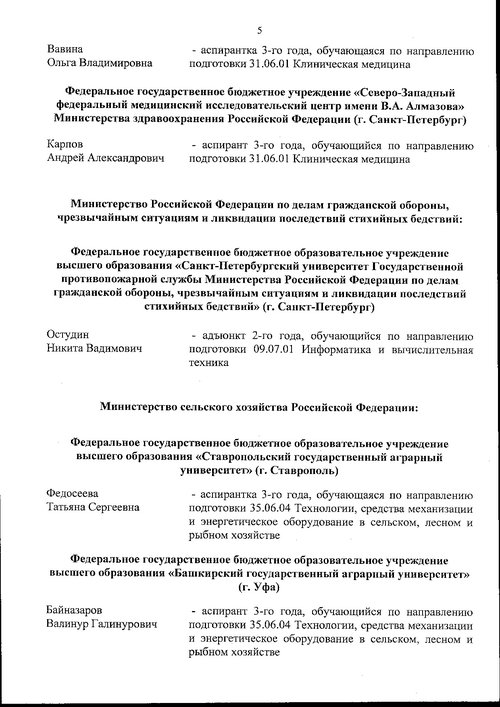 5
Вавина - аспирантка 3-го года, обучающаяся по направлению
Ольга Владимировна подготовки 31.06.01 Клиническая медицина
Федеральное государственное бюджетное учреждение «Северо-Западный
федеральный медицинский исследовательский центр имени В.А. Алмазова»
Министерства здравоохранения Российской Федерации (г. Санкт-Петербург)
Карпов - аспирант 3-го года, обучающийся по направлению
Андрей Александрович подготовки 31.06.01 Клиническая медицина
Министерство Российской Федерации по делам гражданской обороны,
чрезвычайным ситуациям и ликвидации последствий стихийных бедствий:
Федеральное государственное бюджетное образовательное учреждение
высшего образования «Санкт-Петербургский университет Государственной
противопожарной службы Министерства Российской Федерации по делам
гражданской обороны, чрезвычайным ситуациям и ликвидации последствий
стихийных бедствий» (г. Санкт-Петербург)
Остудин - адъюнкт 2-го года, обучающийся по направлению
Никита Вадимович подготовки 09.07.01 Информатика и вычислительная
техника
Министерство сельского хозяйства Российской Федерации:
Федеральное государственное бюджетное образовательное учреждение
высшего образования «Ставропольский государственный аграрный
университет» (г. Ставрополь)
Федосеева - аспирантка 3-го года, обучающаяся по направлению
Татьяна Сергеевна подготовки 35.06.04 Технологии, средства механизации
и энергетическое оборудование в сельском, лесном и
рыбном хозяйстве
Федеральное государственное бюджетное образовательное учреждение
высшего образования «Башкирский государственный аграрный университет»
(г. Уфа)
Байназаров - аспирант 3-го года, обучающийся по направлению
Валинур Галинурович подготовки 35.06.04 Технологии, средства механизации
и энергетическое оборудование в сельском, лесном и
рыбном хозяйстве